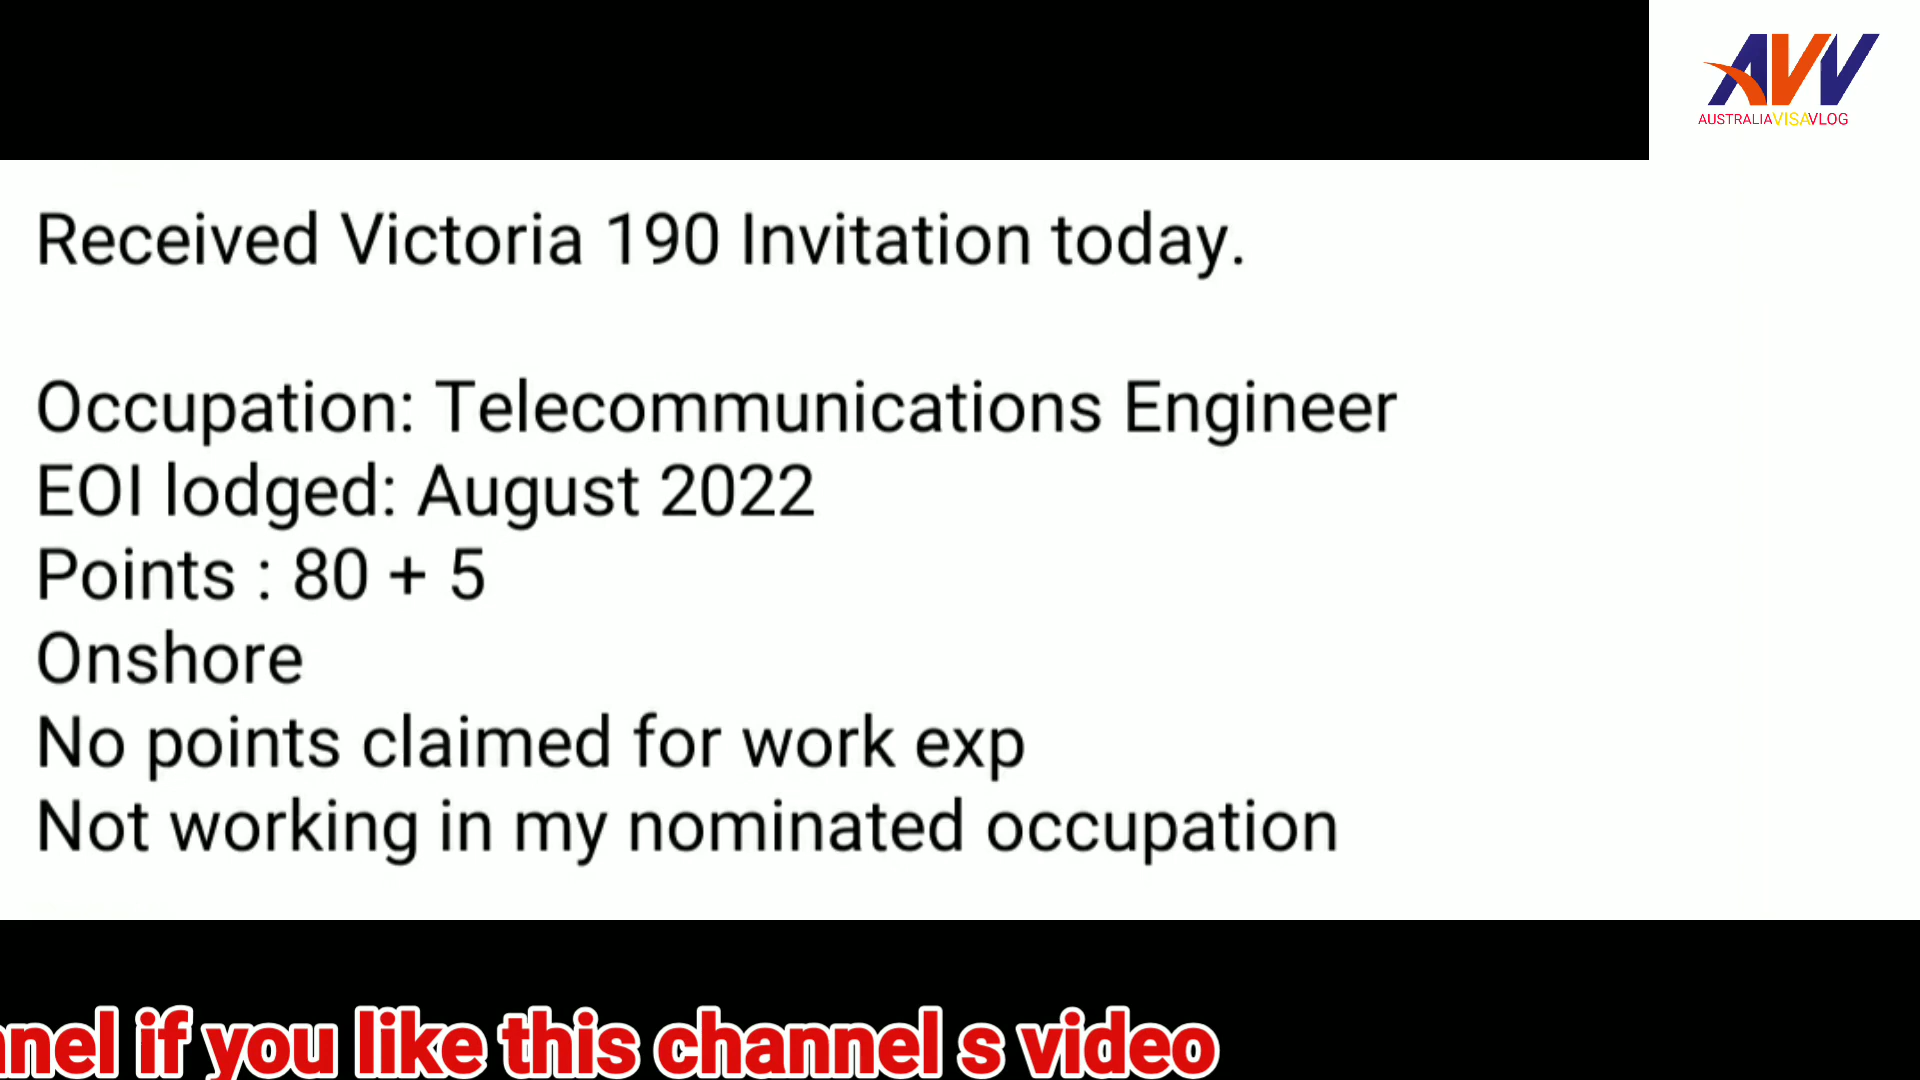 AVV
AUSTRALIAVISAVLOG
Received Victoria 190 Invitation today.
Occupation: Telecommunications Engineer
EOI lodged: August 2022
Points : 80 + 5
Onshore
No points claimed for work exp
Not working in my nominated occupation
if you like this channel s video